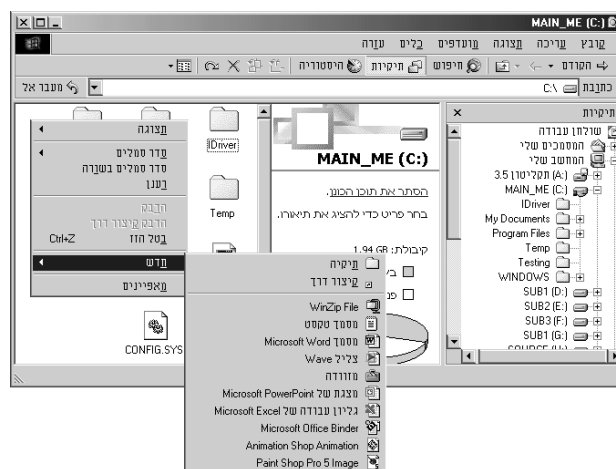 MAIN_ME (C:)
קובץ עריכה תצוגה מועדפים כלים עזרה
הקודם חיפוש תיקיות היסטוריה
כתובת C:\ מעבר אל
תיקיות
שולחן עבודה
המסמכים שלי
המחשב שלי
תקליטון 3.5 (A:)
MAIN_ME (C:)
IDriver
My Documents
Program Files
Temp
Testing
WINDOWS
SUB1 (D:)
SUB2 (E:)
SUB3 (F:)
SUB1 (G:)
MAIN_ME (C:)
הסתר את תוכן הכונן.
בחר פריט כדי להציג את תיאורו.
קיבולת: 1.94 GB
IDriver
Temp
CONFIG.SYS
תצוגה
סדר סמלים
סדר סמלים בשורה
רענן
הדבק
הדבק קיצור דרך
בטל הזז Ctrl+Z
חדש
מאפיינים
תיקיה
קיצור דרך
WinZip File
מסמך טקסט
מסמך Microsoft Word
צליל Wave
מזוודה
מצגת של Microsoft PowerPoint
גליון עבודה של Microsoft Excel
Microsoft Office Binder
Animation Shop Animation
Paint Shop Pro 5 Image